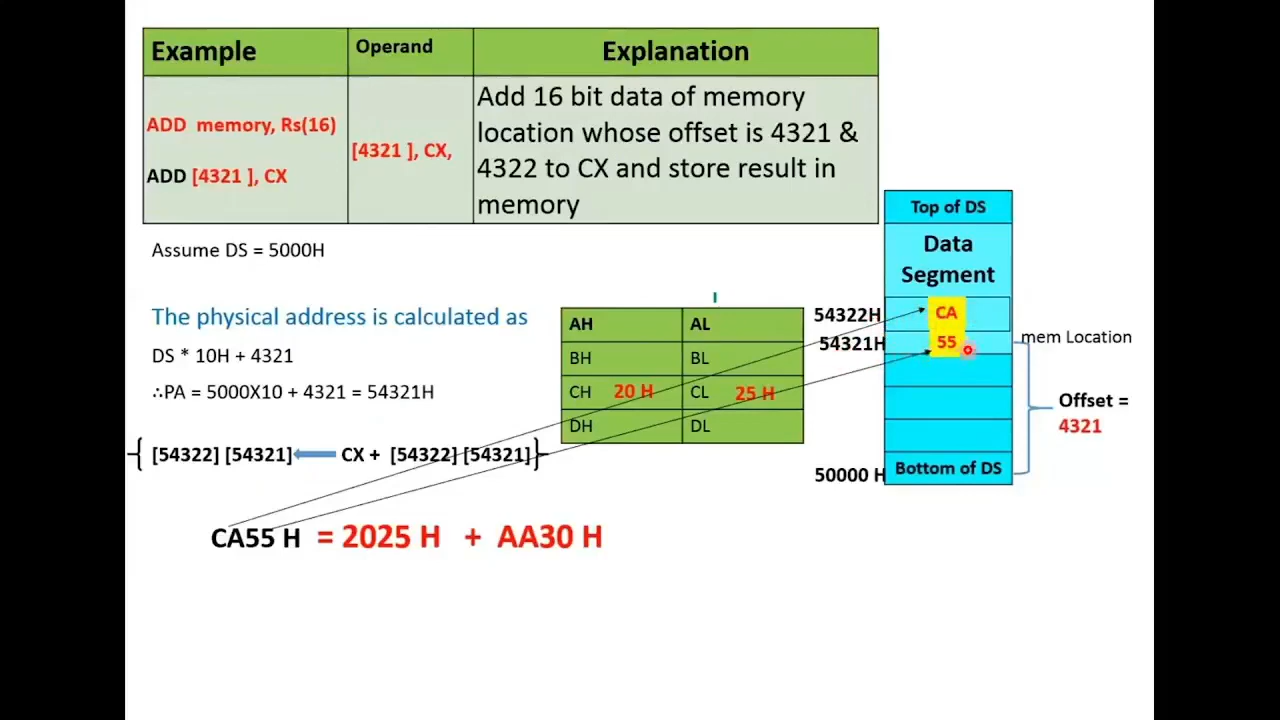 Example
Operand
Explanation
ADD memory, Rs(16)
ADD [4321 ], CX
[4321 ], CX,
Add 16 bit data of memory
location whose offset is 4321 &
4322 to CX and store result in
memory
Assume DS = 5000H
The physical address is calculated as
DS * 10H + 4321
∴PA = 5000X10 + 4321 = 54321H
{ [54322] [54321] CX + [54322] [54321] }
CA55 H = 2025 H + AA30 H
AH
AL
BH
BL
CH 20 H
CL 25 H
DH
DL
Top of DS
Data
Segment
54322H
CA
54321H
55
mem Location
Offset =
4321
50000 H
Bottom of DS